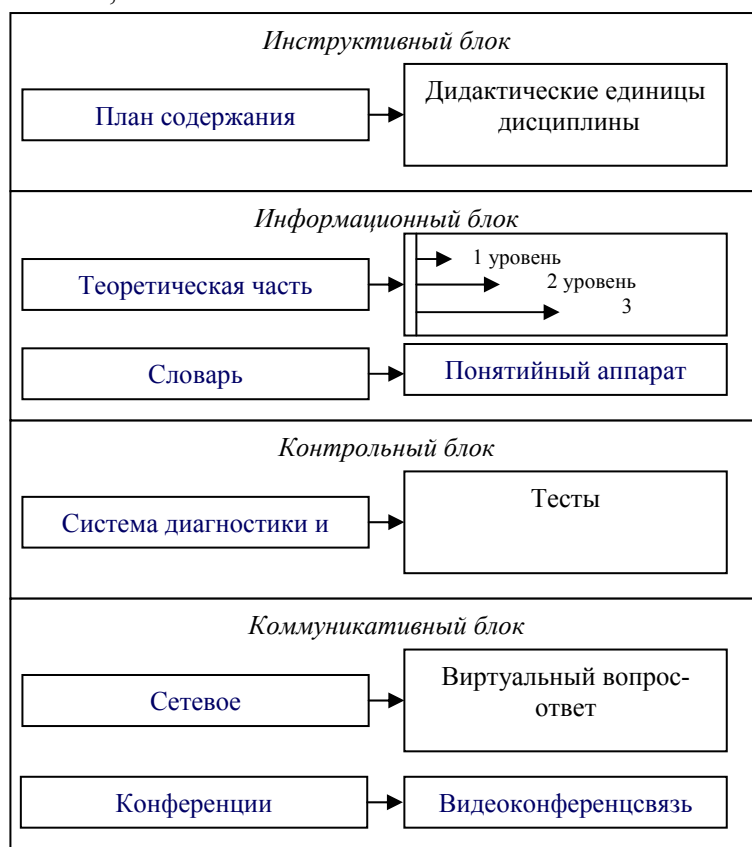 Инструктивный блок
План содержания
Дидактические единицы
дисциплины
Информационный блок
Теоретическая часть
1 уровень
2 уровень
3
Словарь
Понятийный аппарат
Контрольный блок
Система диагностики и
Тесты
Коммуникативный блок
Сетевое
Виртуальный вопрос-
ответ
Конференции
Видеоконференцсвязь